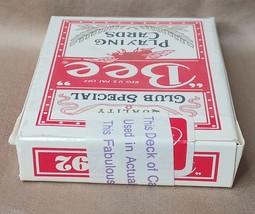 PLAYING
CARDS
REG. U.S. PAT. OFF.
"Bee"
CLUB SPECIAL
QUALITY
92
This Deck of Ca
Used in Actua
This Fabulous